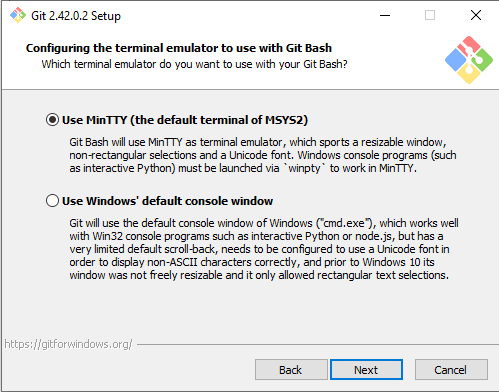 Git 2.42.0.2 Setup
Configuring the terminal emulator to use with Git Bash
Which terminal emulator do you want to use with your Git Bash?
Use MinTTY (the default terminal of MSYS2)
Git Bash will use MinTTY as terminal emulator, which sports a resizable window,
non-rectangular selections and a Unicode font. Windows console programs (such
as interactive Python) must be launched via `winpty` to work in MinTTY.
Use Windows' default console window
Git will use the default console window of Windows ("cmd.exe"), which works well
with Win32 console programs such as interactive Python or node.js, but has a
very limited default scroll-back, needs to be configured to use a Unicode font in
order to display non-ASCII characters correctly, and prior to Windows 10 its
window was not freely resizable and it only allowed rectangular text selections.
https://gitforwindows.org/
Back
Next
Cancel